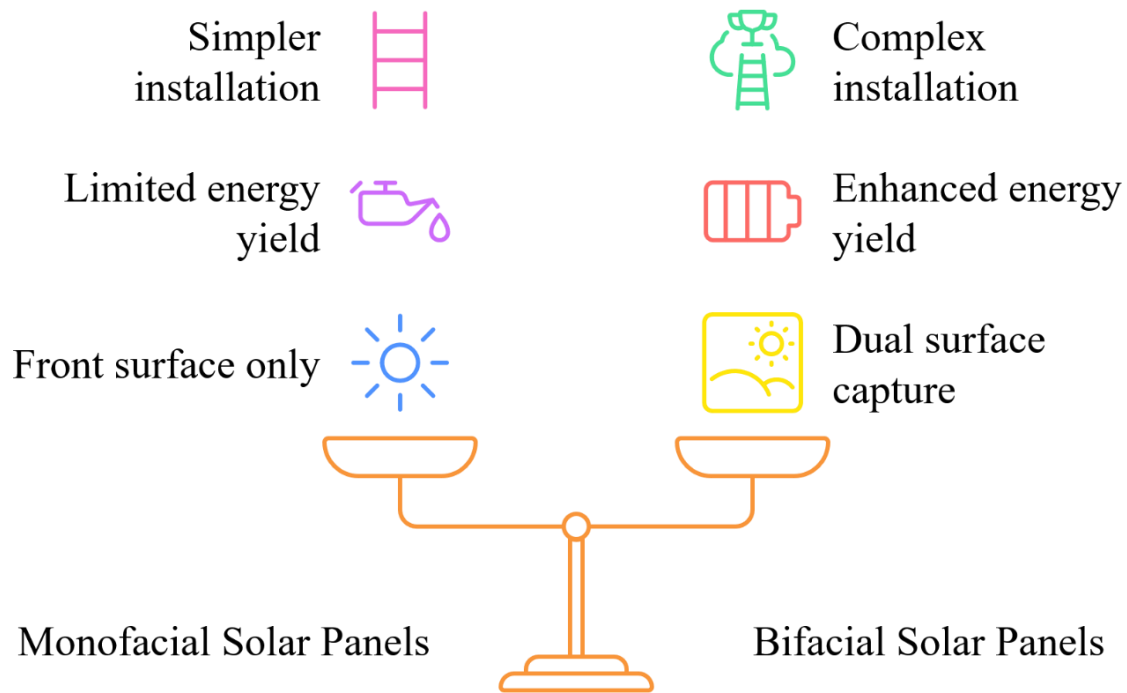 Simpler
installation
Complex
installation
Limited energy
yield
Enhanced energy
yield
Front surface only
Dual surface
capture
Monofacial Solar Panels
Bifacial Solar Panels